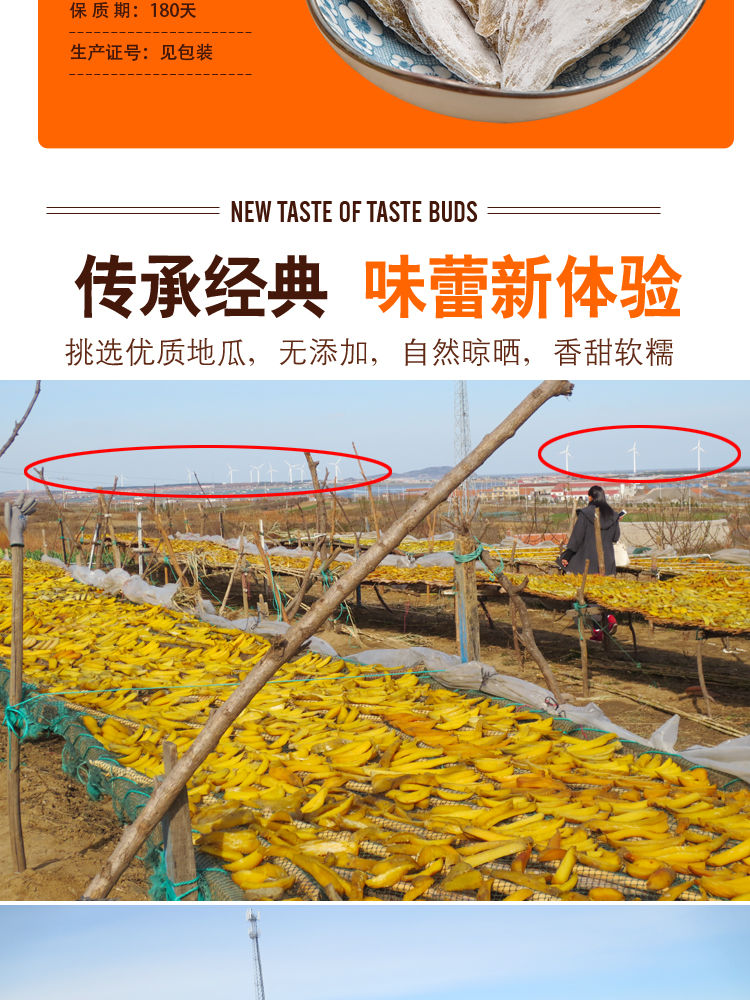 保 质 期：180天
生产证号：见包装
NEW TASTE OF TASTE BUDS
传承经典 味蕾新体验
挑选优质地瓜，无添加，自然晾晒，香甜软糯